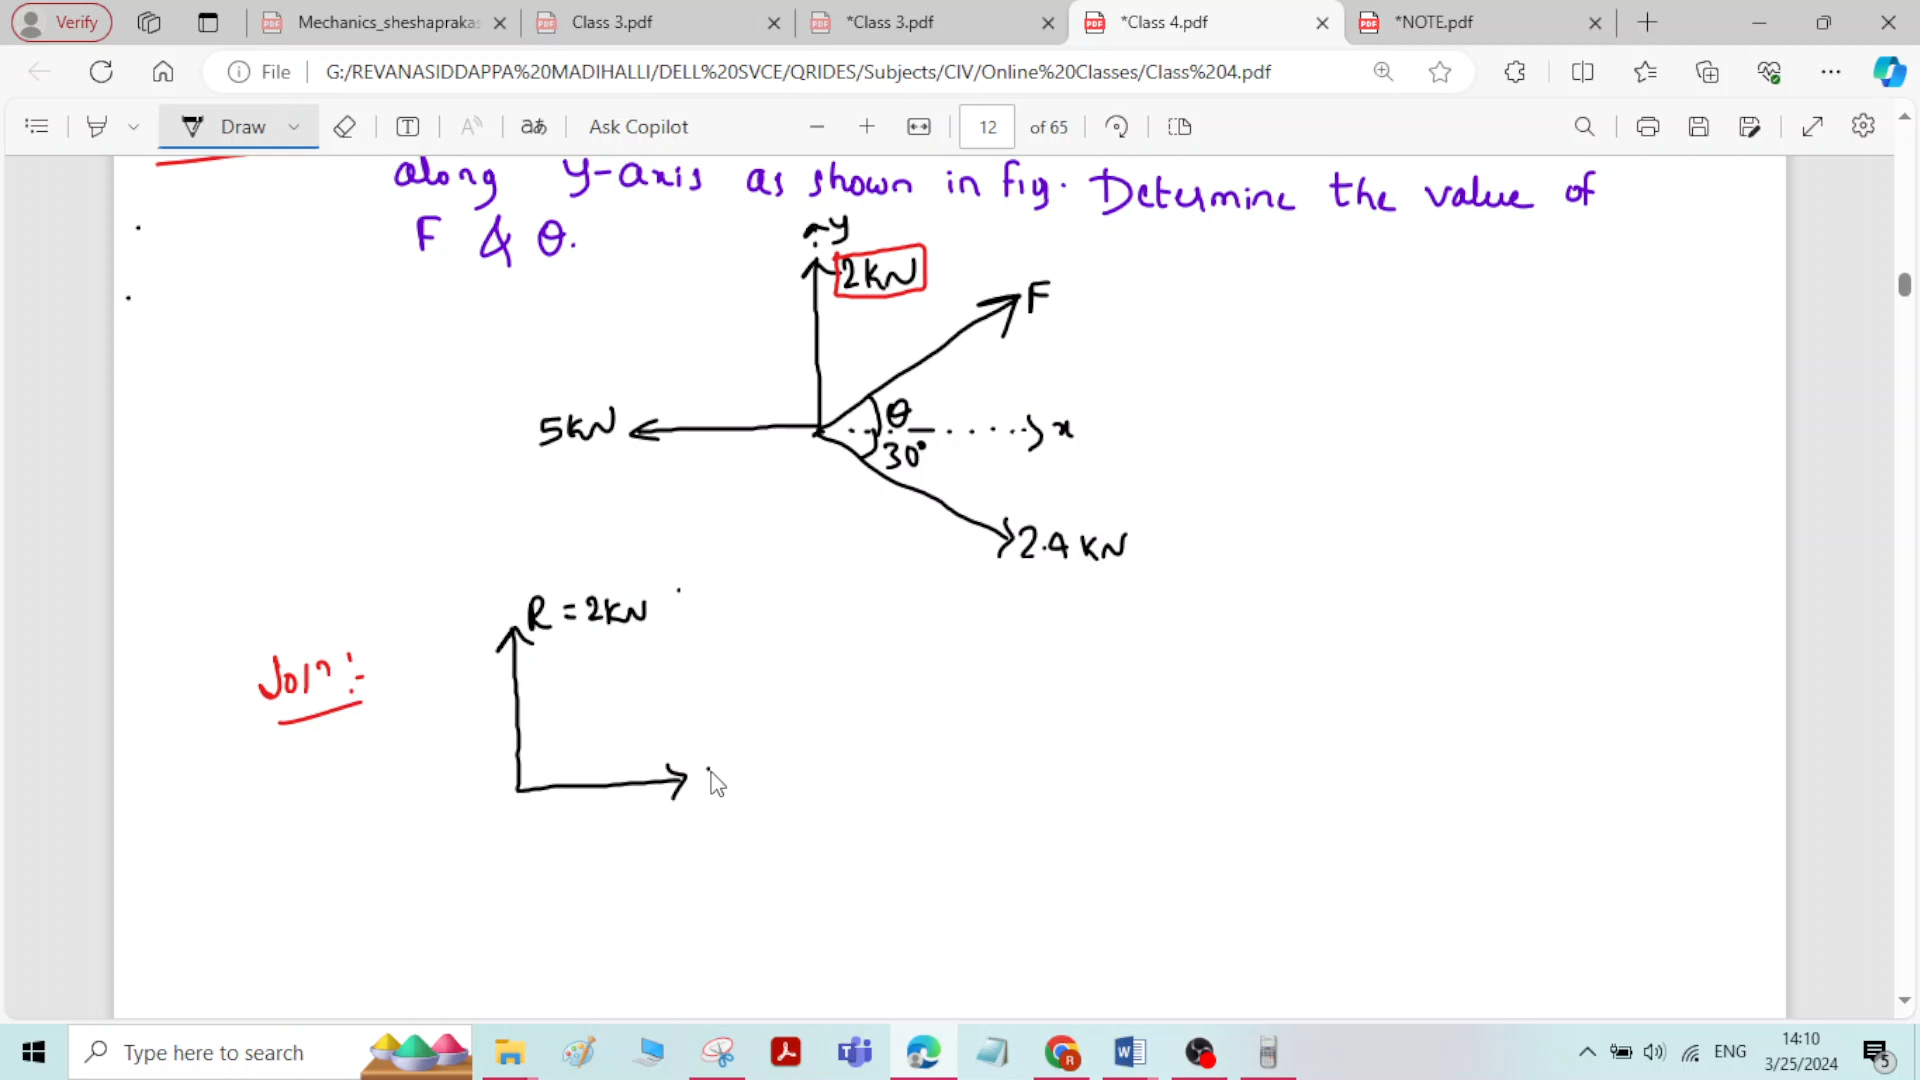 Verify
Mechanics_sheshapraka
Class 3.pdf
*Class 3.pdf
*Class 4.pdf
*NOTE.pdf
File
G:/REVANASIDDAPPA%20MADIHALLI/DELL%20SVCE/QRIDES/Subjects/CIV/Online%20Classes/Class%204.pdf
Draw
Ask Copilot
12
of 65
along y-axis as shown in fig. Determine the value of
F & θ.
y
2KN
F
5KN
θ
x
30°
2.4 KN
R = 2KN
Soln :-
Type here to search
ENG
14:10
3/25/2024
5